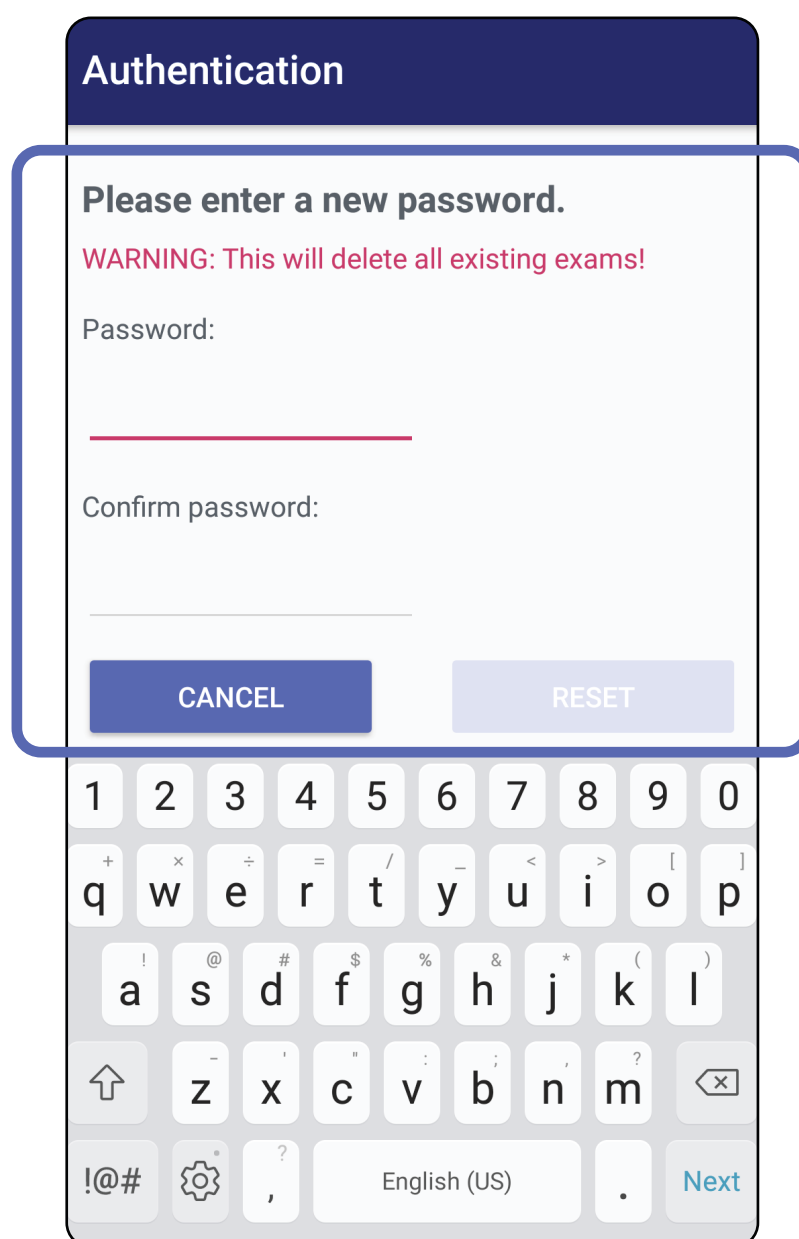 Authentication
Please enter a new password.
WARNING: This will delete all existing exams!
Password:
Confirm password:
CANCEL RESET
1 2 3 4 5 6 7 8 9 0
+ × ÷ = / _ < > [ ]
q w e r t y u i o p
! @ # $ % & * ( )
a s d f g h j k l
- ' " : ; , ?
z x c v b n m
?
!@# , English (US) . Next